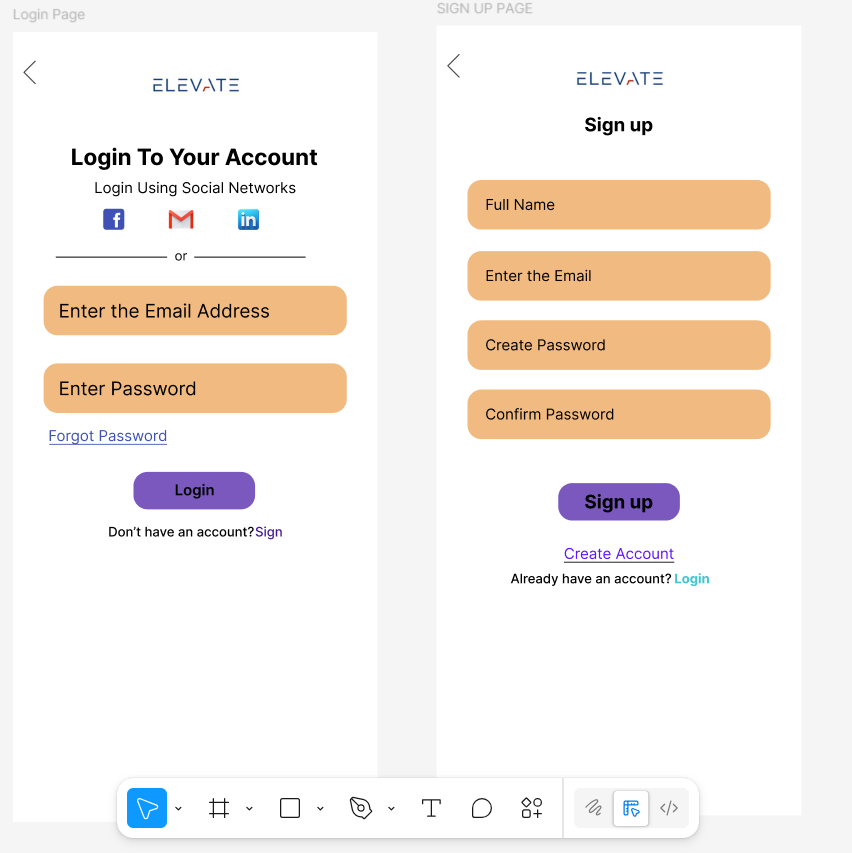 Login Page
ELEVATE
Login To Your Account
Login Using Social Networks
f
in
or
Enter the Email Address
Enter Password
Forgot Password
Login
Don't have an account?Sign
SIGN UP PAGE
ELEVATE
Sign up
Full Name
Enter the Email
Create Password
Confirm Password
Sign up
Create Account
Already have an account? Login